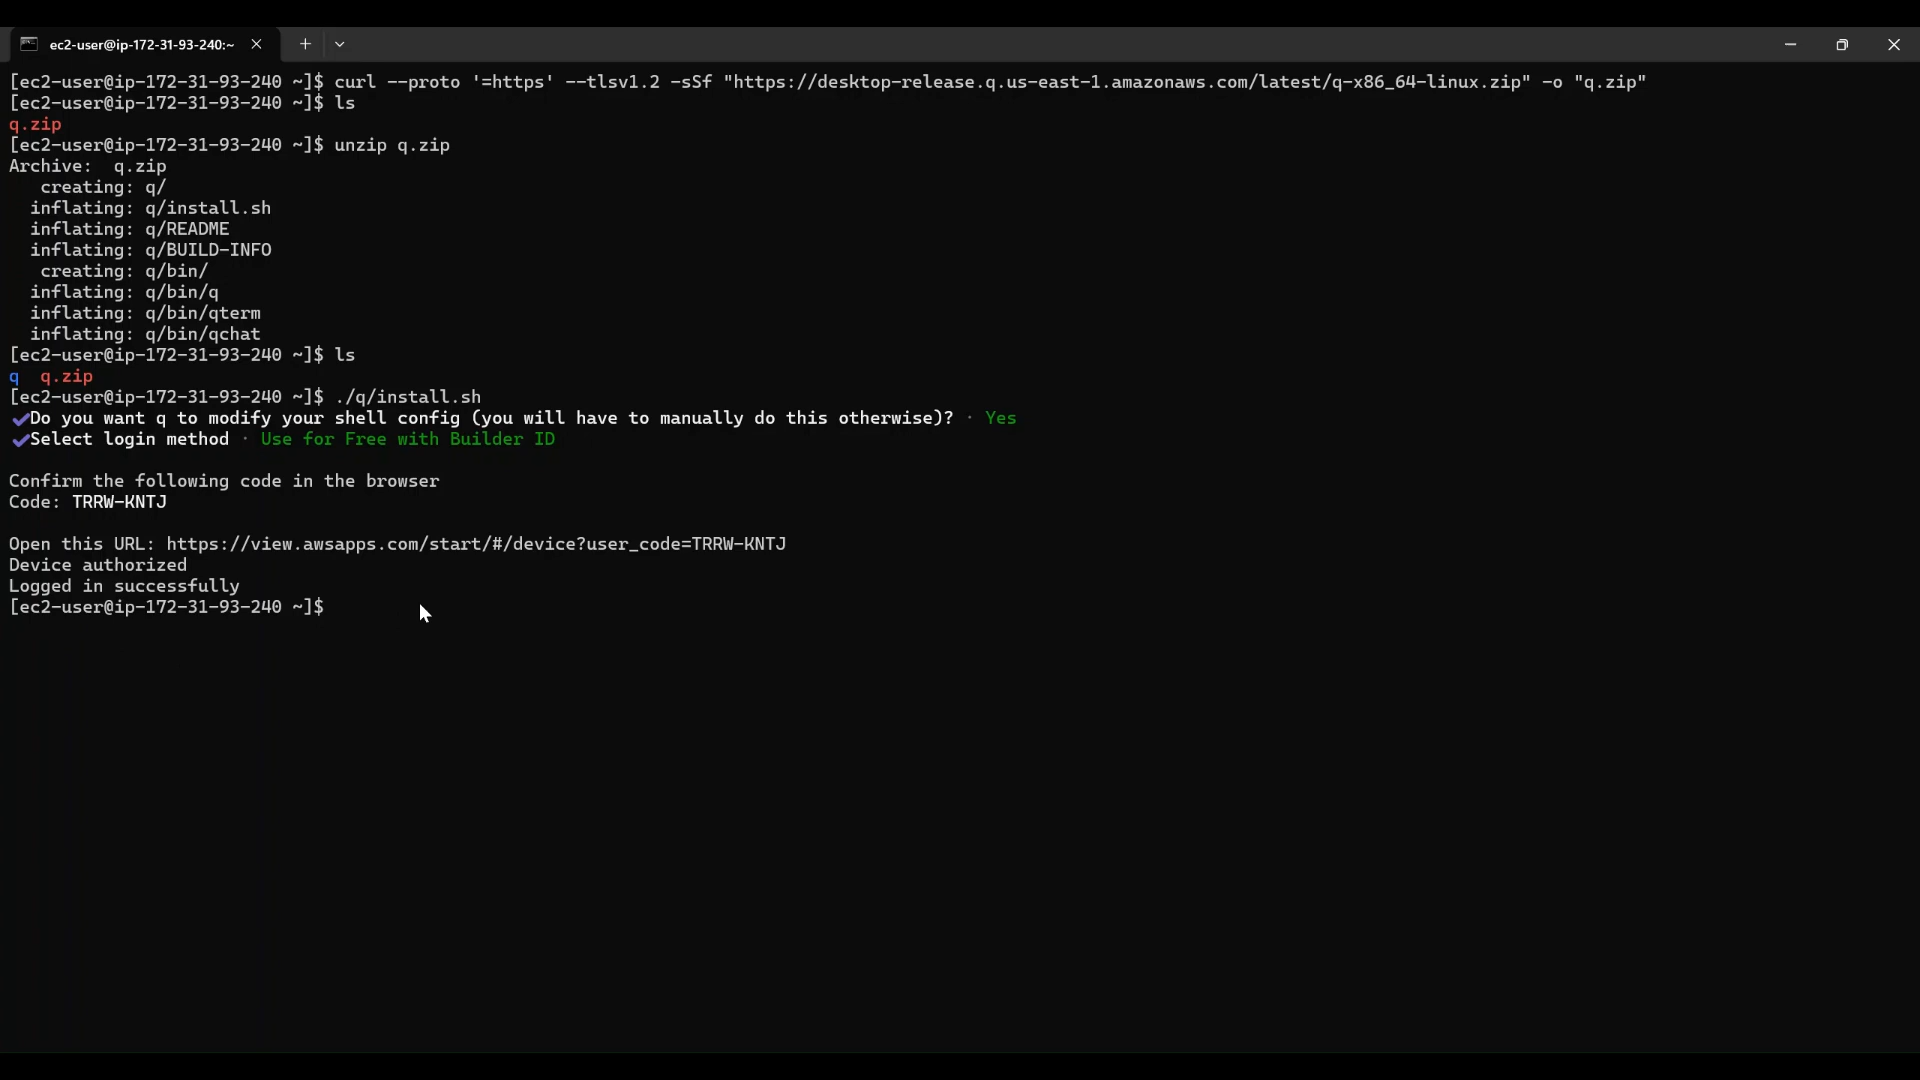 ec2-user@ip-172-31-93-240:~
[ec2-user@ip-172-31-93-240 ~]$ curl --proto '=https' --tlsv1.2 -sSf "https://desktop-release.q.us-east-1.amazonaws.com/latest/q-x86_64-linux.zip" -o "q.zip"
[ec2-user@ip-172-31-93-240 ~]$ ls
q.zip
[ec2-user@ip-172-31-93-240 ~]$ unzip q.zip
Archive:  q.zip
   creating: q/
  inflating: q/install.sh
  inflating: q/README
  inflating: q/BUILD-INFO
   creating: q/bin/
  inflating: q/bin/q
  inflating: q/bin/qterm
  inflating: q/bin/qchat
[ec2-user@ip-172-31-93-240 ~]$ ls
q  q.zip
[ec2-user@ip-172-31-93-240 ~]$ ./q/install.sh
✔Do you want q to modify your shell config (you will have to manually do this otherwise)? · Yes
✔Select login method · Use for Free with Builder ID
Confirm the following code in the browser
Code: TRRW-KNTJ
Open this URL: https://view.awsapps.com/start/#/device?user_code=TRRW-KNTJ
Device authorized
Logged in successfully
[ec2-user@ip-172-31-93-240 ~]$